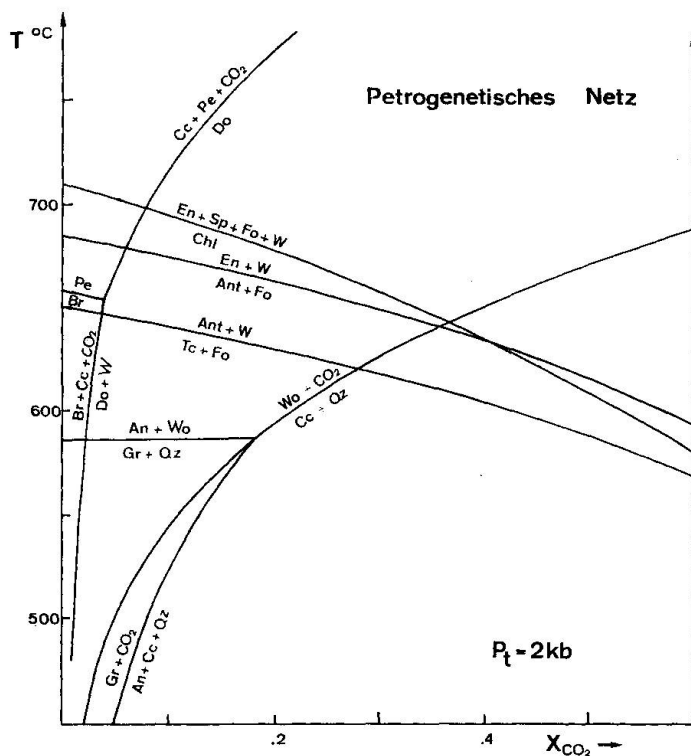 T °C
Petrogenetisches Netz
Cc + Pe + CO2
Do
700
En + Sp + Fo + W
Chl
En + W
Ant + Fo
Pe
Br
Ant + W
Tc + Fo
Br + Cc + CO2
Do + W
Wo + CO2
Cc + Qz
600
An + Wo
Gr + Qz
500
Gr + CO2
An + Cc + Qz
Pt = 2kb
.2
.4
XCO2 →